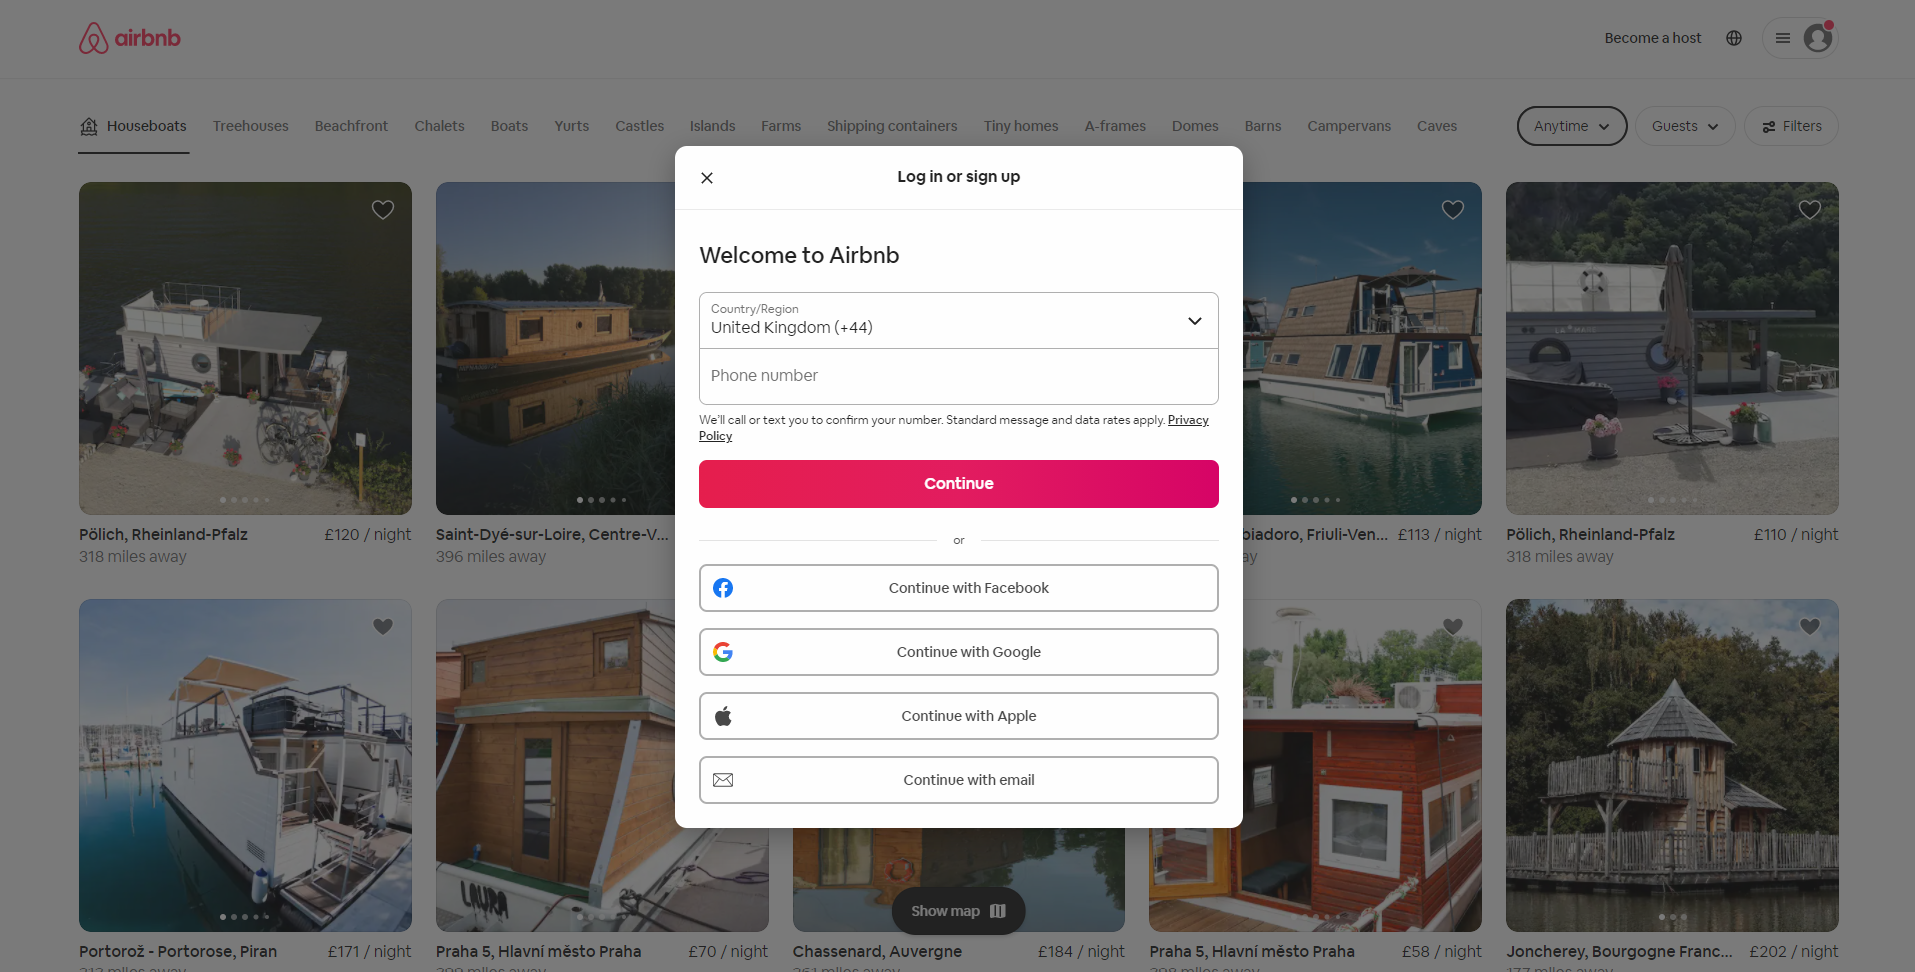 airbnb
Become a host
Houseboats Treehouses Beachfront Chalets Boats Yurts Castles Islands Farms Shipping containers Tiny homes A-frames Domes Barns Campervans Caves
Anytime Guests Filters
Log in or sign up
Welcome to Airbnb
Country/Region
United Kingdom (+44)
Phone number
We'll call or text you to confirm your number. Standard message and data rates apply. Privacy
Policy
Continue
or
Continue with Facebook
Continue with Google
Continue with Apple
Continue with email
Pölich, Rheinland-Pfalz £120 / night
318 miles away
Saint-Dyé-sur-Loire, Centre-V...
396 miles away
biadoro, Friuli-Ven... £113 / night
ay
Pölich, Rheinland-Pfalz £110 / night
318 miles away
LAURA
Show map
Portorož - Portorose, Piran £171 / night
Praha 5, Hlavní město Praha £70 / night
Chassenard, Auvergne £184 / night
Praha 5, Hlavní město Praha £58 / night
Joncherey, Bourgogne Franc... £202 / night